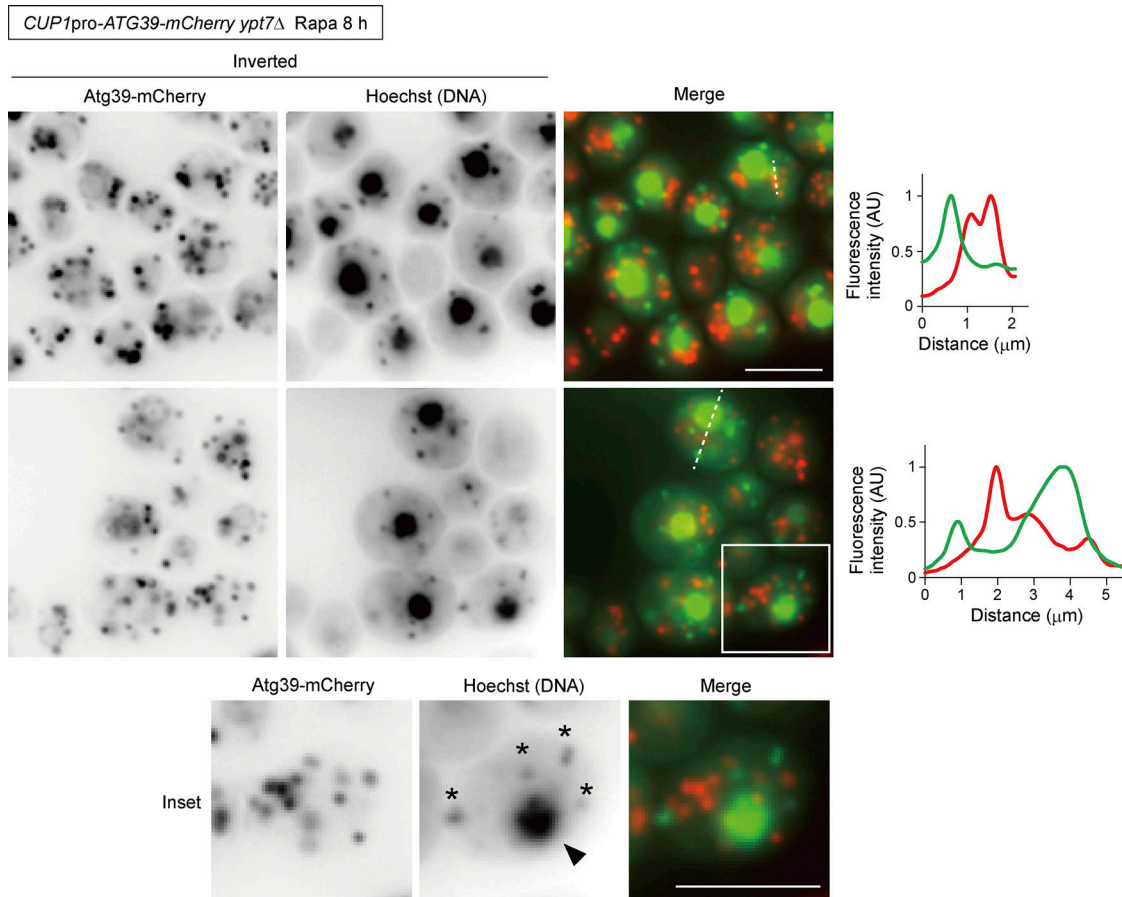 CUP1pro-ATG39-mCherry ypt7Δ Rapa 8 h
Inverted
Atg39-mCherry
Hoechst (DNA)
Merge
Fluorescence
intensity (AU)
1
0.5
0
0 1 2
Distance (μm)
Fluorescence
intensity (AU)
1
0.5
0
0 1 2 3 4 5
Distance (μm)
Atg39-mCherry
Hoechst (DNA)
Merge
Inset
* * * *